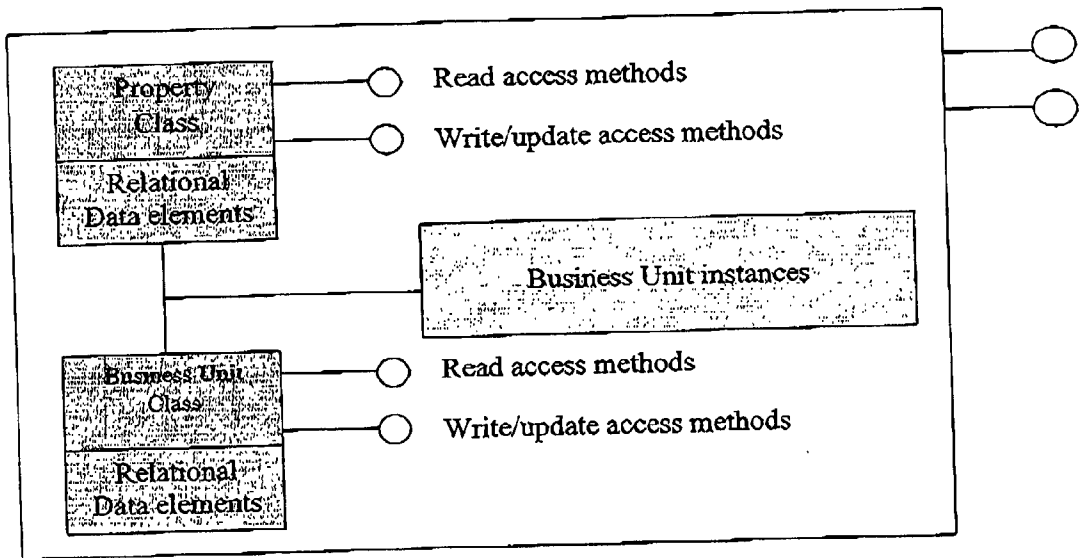 Property
Class
Read access methods
Write/update access methods
Relational
Data elements
Business Unit instances
Business Unit
Class
Read access methods
Write/update access methods
Relational
Data elements